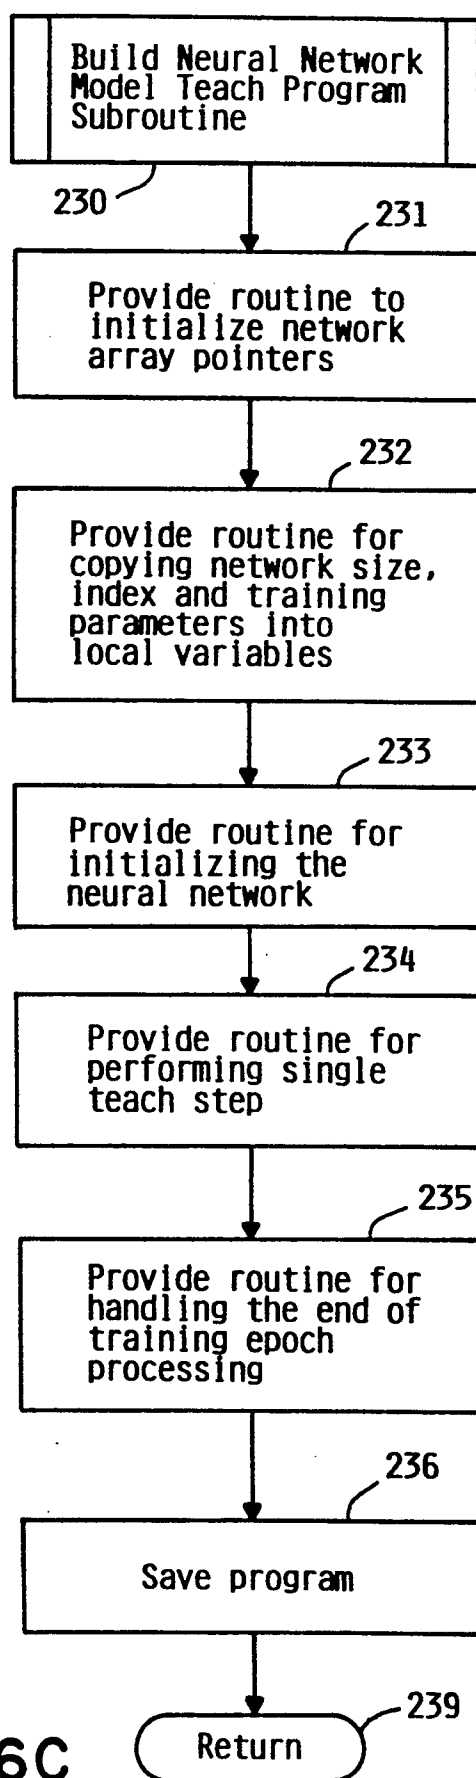 Build Neural Network
Model Teach Program
Subroutine
230
231
Provide routine to
initialize network
array pointers
232
Provide routine for
copying network size,
index and training
parameters into
local variables
233
Provide routine for
initializing the
neural network
234
Provide routine for
performing single
teach step
235
Provide routine for
handling the end of
training epoch
processing
236
Save program
239
Return
6C